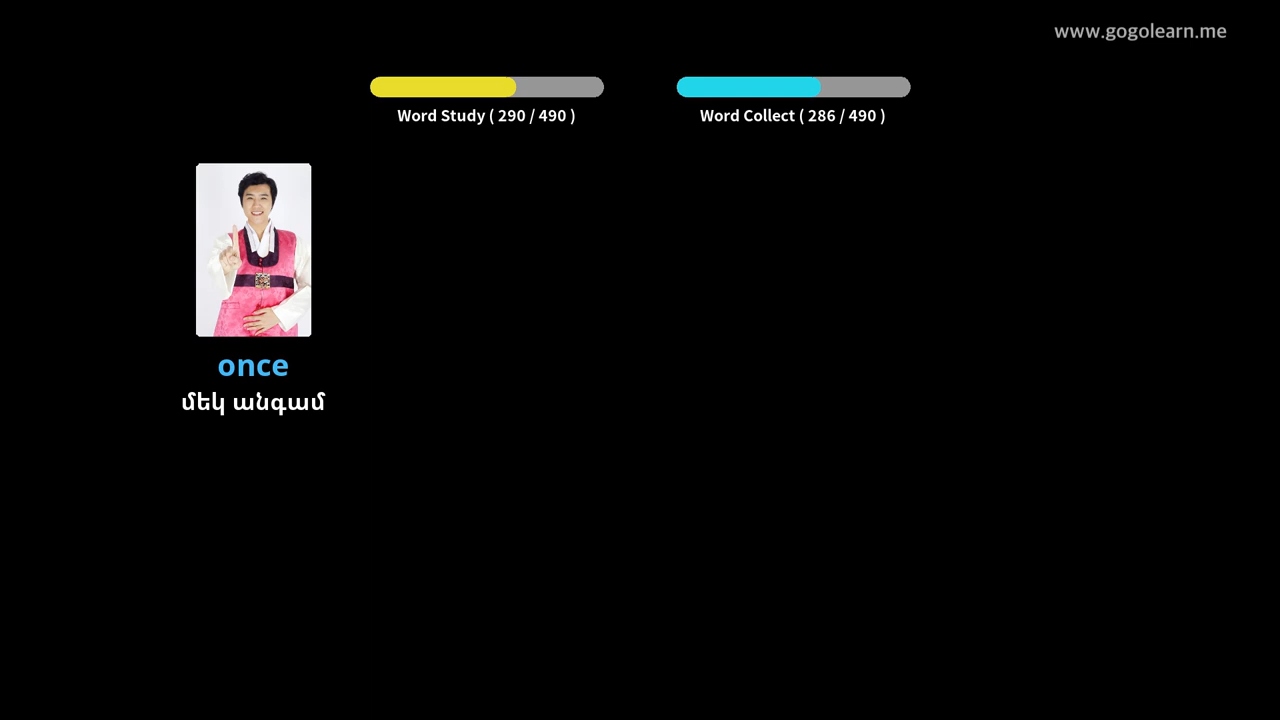 www.gogolearn.me
Word Study ( 290 / 490 )
Word Collect ( 286 / 490 )
once
մեկ անգամ